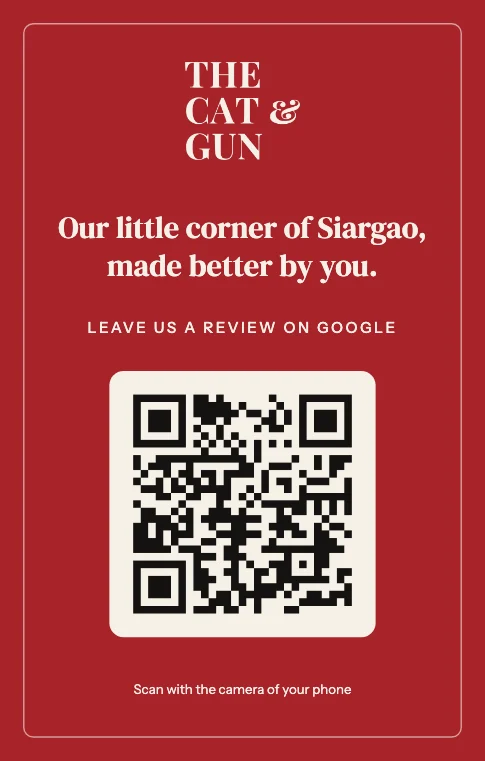 THE
CAT &
GUN
Our little corner of Siargao,
made better by you.
LEAVE US A REVIEW ON GOOGLE
Scan with the camera of your phone